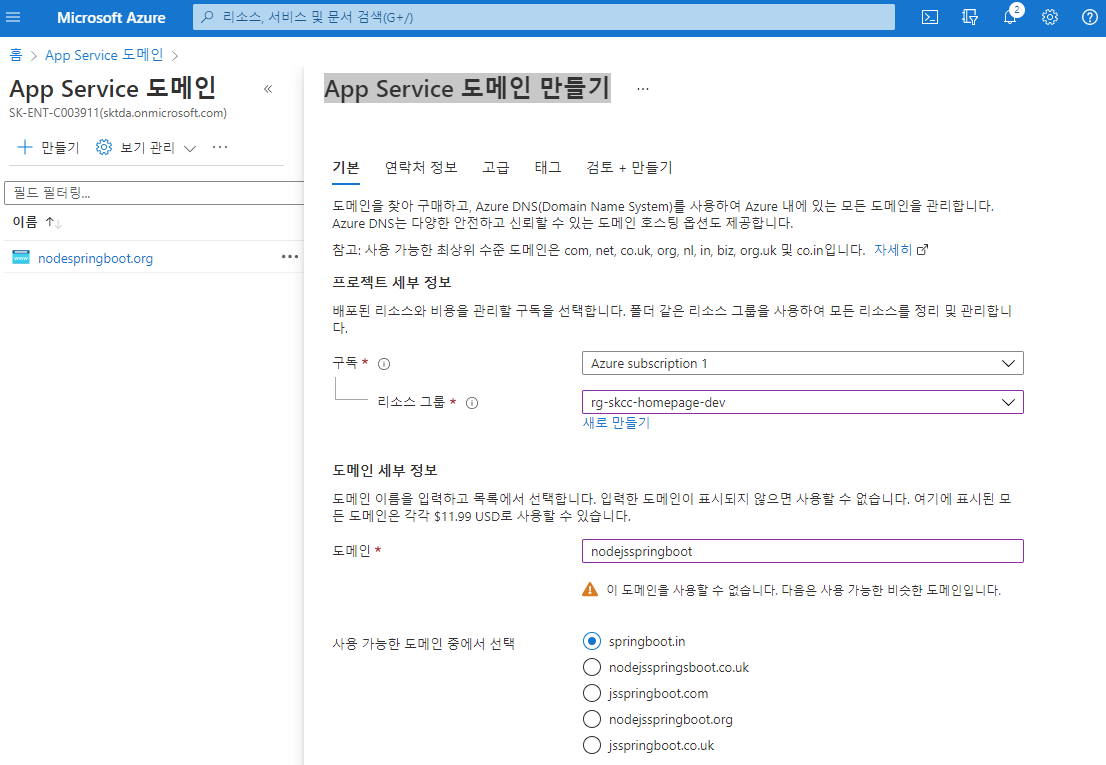 Microsoft Azure
리소스, 서비스 및 문서 검색(G+/)
2
홈 > App Service 도메인 >
App Service 도메인
«
SK-ENT-C003911(sktda.onmicrosoft.com)
만들기
보기 관리
···
필드 필터링...
이름 ↑↓
nodespringboot.org
···
App Service 도메인 만들기
···
기본
연락처 정보
고급
태그
검토 + 만들기
도메인을 찾아 구매하고, Azure DNS(Domain Name System)를 사용하여 Azure 내에 있는 모든 도메인을 관리합니다.
Azure DNS는 다양한 안전하고 신뢰할 수 있는 도메인 호스팅 옵션도 제공합니다.
참고: 사용 가능한 최상위 수준 도메인은 com, net, co.uk, org, nl, in, biz, org.uk 및 co.in입니다. 자세히
프로젝트 세부 정보
배포된 리소스와 비용을 관리할 구독을 선택합니다. 폴더 같은 리소스 그룹을 사용하여 모든 리소스를 정리 및 관리합니
다.
구독 *
Azure subscription 1
리소스 그룹 *
rg-skcc-homepage-dev
새로 만들기
도메인 세부 정보
도메인 이름을 입력하고 목록에서 선택합니다. 입력한 도메인이 표시되지 않으면 사용할 수 없습니다. 여기에 표시된 모
든 도메인은 각각 $11.99 USD로 사용할 수 있습니다.
도메인 *
nodejsspringboot
이 도메인을 사용할 수 없습니다. 다음은 사용 가능한 비슷한 도메인입니다.
사용 가능한 도메인 중에서 선택
springboot.in
nodejsspringsboot.co.uk
jsspringboot.com
nodejsspringboot.org
jsspringboot.co.uk